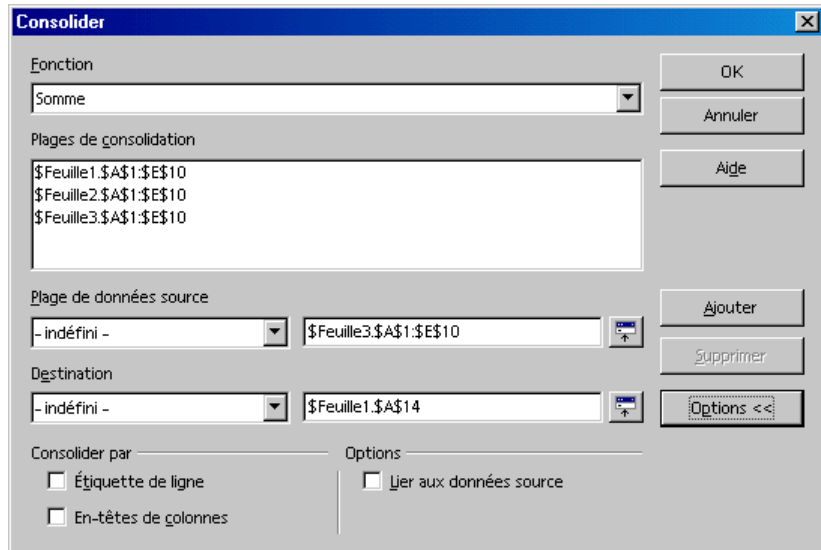 Consolider
Fonction
OK
Somme
Annuler
Plages de consolidation
Aide
$Feuille1.$A$1:$E$10
$Feuille2.$A$1:$E$10
$Feuille3.$A$1:$E$10
Plage de données source
Ajouter
- indéfini - $Feuille3.$A$1:$E$10
Supprimer
Destination
- indéfini - $Feuille1.$A$14
Options <<
Consolider par Options
Étiquette de ligne Lier aux données source
En-têtes de colonnes